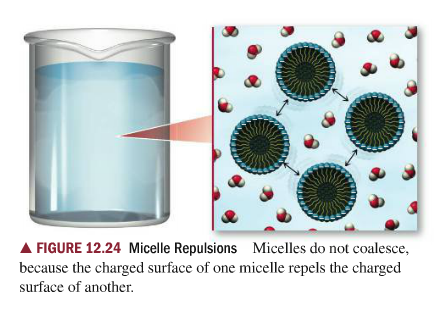 ▲ FIGURE 12.24 Micelle Repulsions Micelles do not coalesce,
because the charged surface of one micelle repels the charged
surface of another.